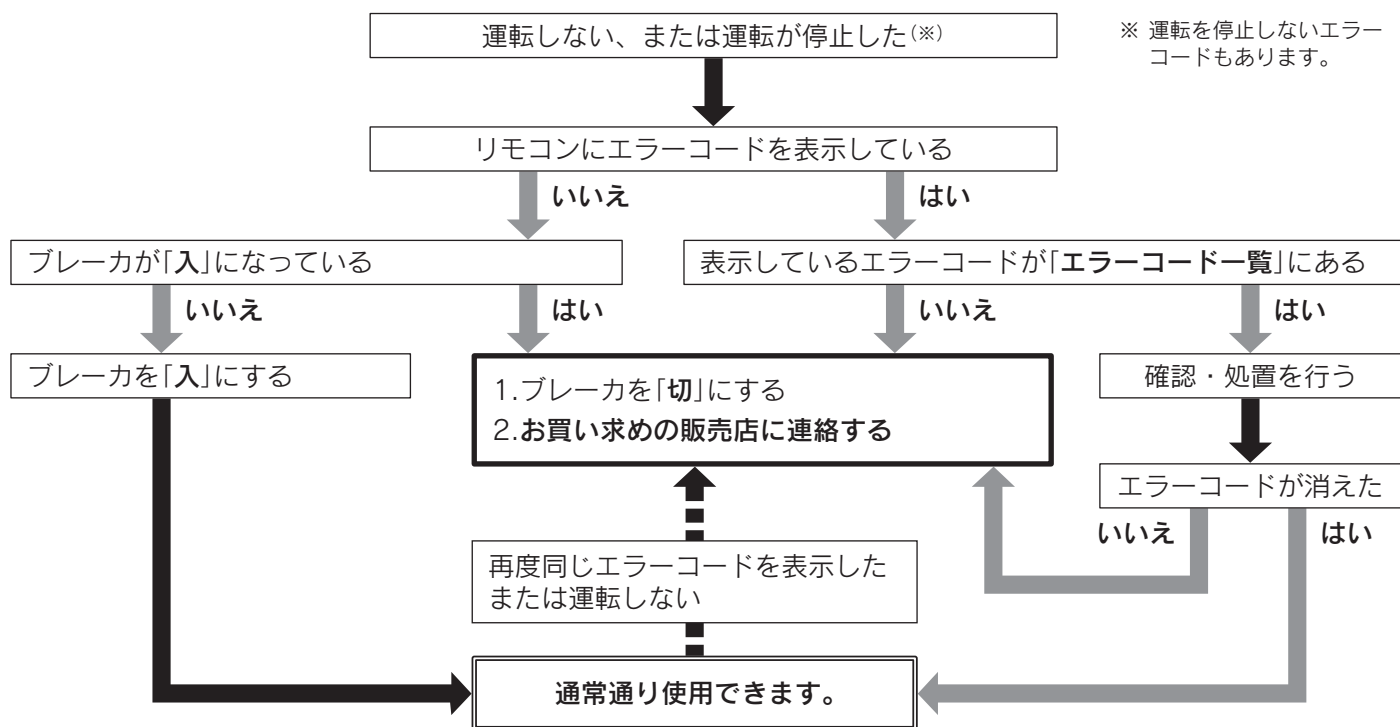 運転しない、または運転が停止した(※)
※ 運転を停止しないエラー
コードもあります。
リモコンにエラーコードを表示している
いいえ
はい
ブレーカが「入」になっている
表示しているエラーコードが「エラーコード一覧」にある
いいえ
はい
いいえ
はい
ブレーカを「入」にする
1.ブレーカを「切」にする
2.お買い求めの販売店に連絡する
確認・処置を行う
エラーコードが消えた
いいえ
はい
再度同じエラーコードを表示した
または運転しない
通常通り使用できます。